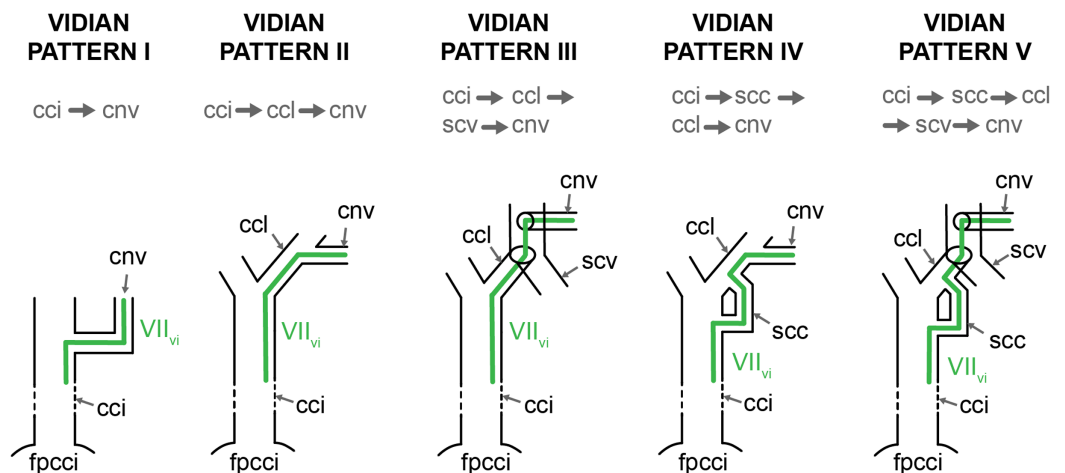 VIDIAN PATTERN I
cci → cnv
cnv
VIIvi
cci
fpcci
VIDIAN PATTERN II
cci → ccl → cnv
ccl
cnv
VIIvi
cci
fpcci
VIDIAN PATTERN III
cci → ccl →
scv → cnv
cnv
ccl
scv
VIIvi
cci
fpcci
VIDIAN PATTERN IV
cci → scc →
ccl → cnv
ccl
cnv
scc
VIIvi
cci
fpcci
VIDIAN PATTERN V
cci → scc → ccl
→ scv → cnv
cnv
ccl
scv
scc
VIIvi
cci
fpcci